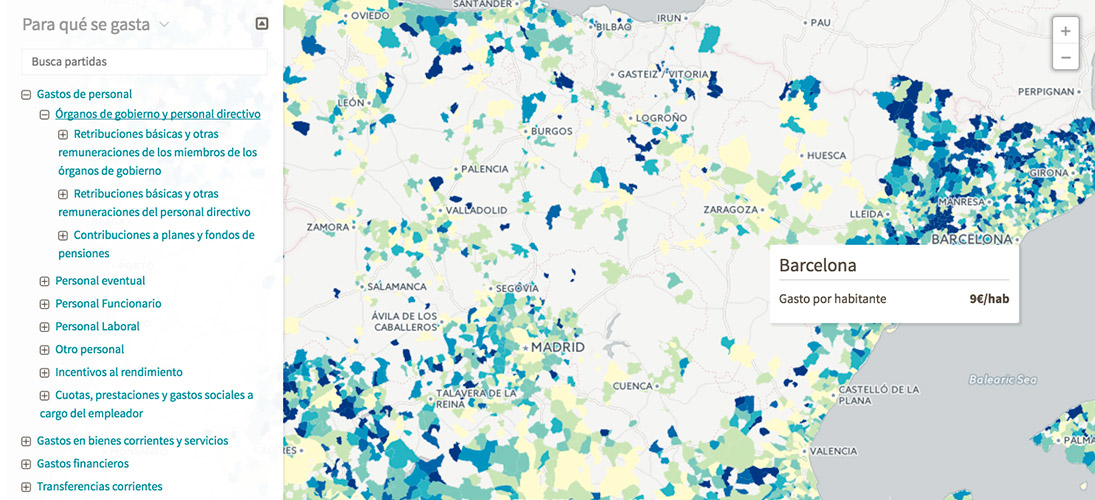 Para qué se gasta
Busca partidas
Gastos de personal
Órganos de gobierno y personal directivo
Retribuciones básicas y otras
remuneraciones de los miembros de los
órganos de gobierno
Retribuciones básicas y otras
remuneraciones del personal directivo
Contribuciones a planes y fondos de
pensiones
Personal eventual
Personal Funcionario
Personal Laboral
Otro personal
Incentivos al rendimiento
Cuotas, prestaciones y gastos sociales a
cargo del empleador
Gastos en bienes corrientes y servicios
Gastos financieros
Transferencias corrientes
OVIEDO
SANTANDER
BILBAO
IRUN
PAU
GASTEIZ / VITORIA
PERPIGNAN
LEÓN
LOGROÑO
BURGOS
HUESCA
PALENCIA
GIRONA
MANRESA
VALLADOLID
ZARAGOZA
LLEIDA
ZAMORA
BARCELONA
Barcelona
Gasto por habitante
9€/hab
SALAMANCA
SEGOVIA
ÁVILA DE LOS
CABALLEROS
MADRID
CUENCA
Balearic Sea
TALAVERA DE LA
REINA
CASTELLÓ DE LA
PLANA
PALMA
VALENCIA
+
−